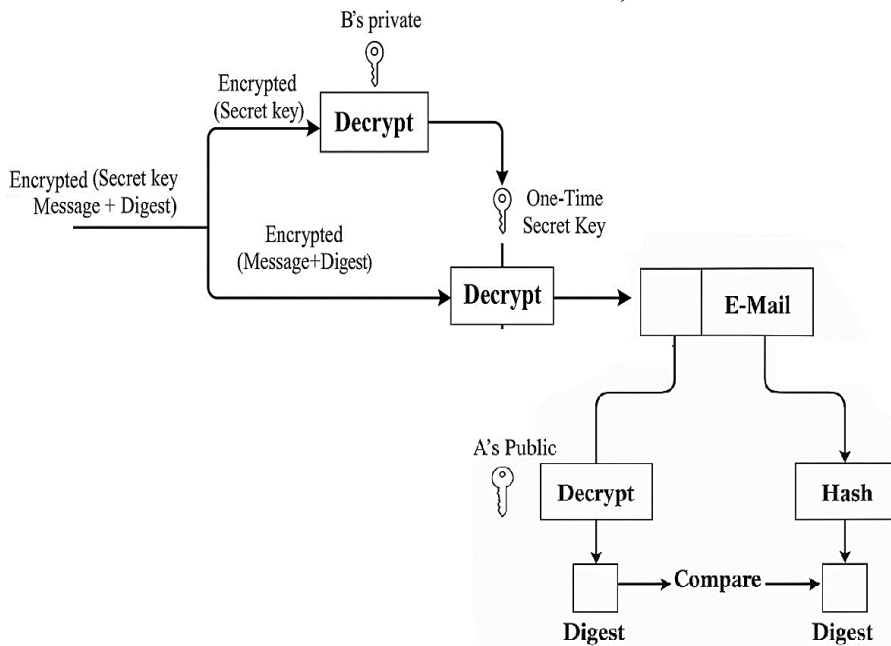 B's private
Encrypted
(Secret key)
Decrypt
Encrypted (Secret key
Message + Digest)
One-Time
Secret Key
Encrypted
(Message+Digest)
Decrypt
E-Mail
A's Public
Decrypt
Hash
Compare
Digest
Digest